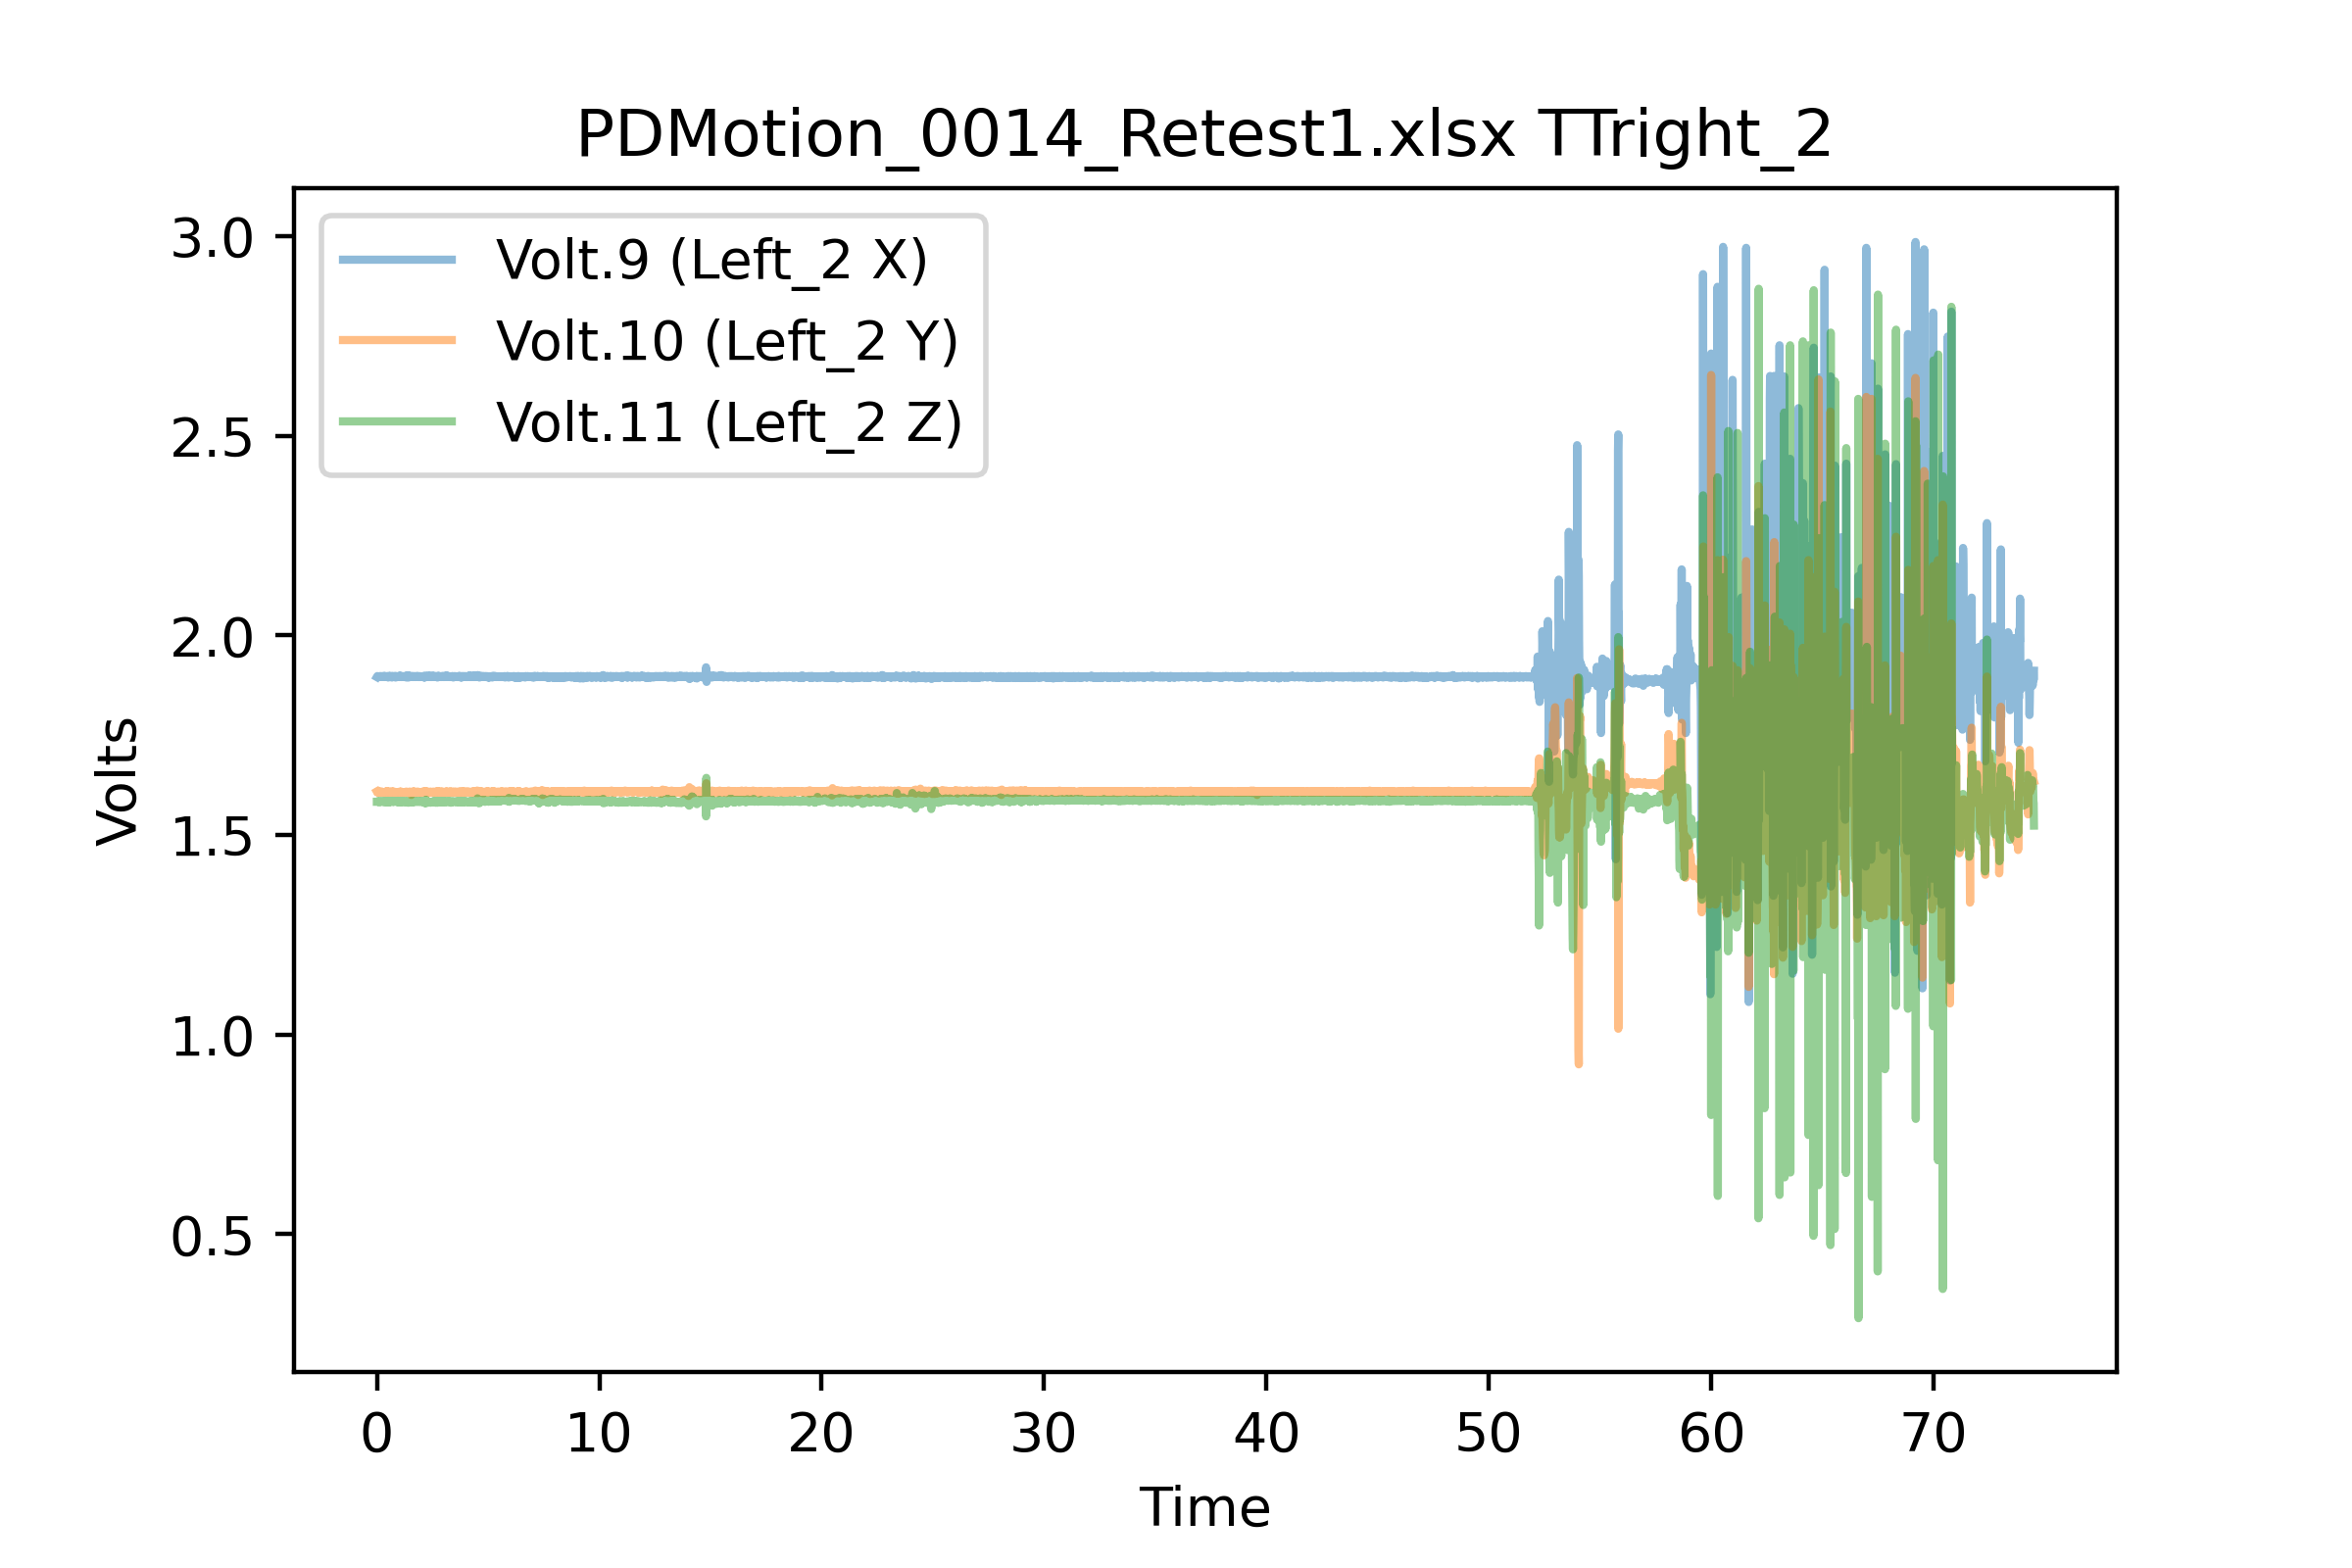 PDMotion_0014_Retest1.xlsx TTright_2
Volt.9 (Left_2 X)
Volt.10 (Left_2 Y)
Volt.11 (Left_2 Z)
3.0
2.5
2.0
1.5
1.0
0.5
Volts
0 10 20 30 40 50 60 70
Time